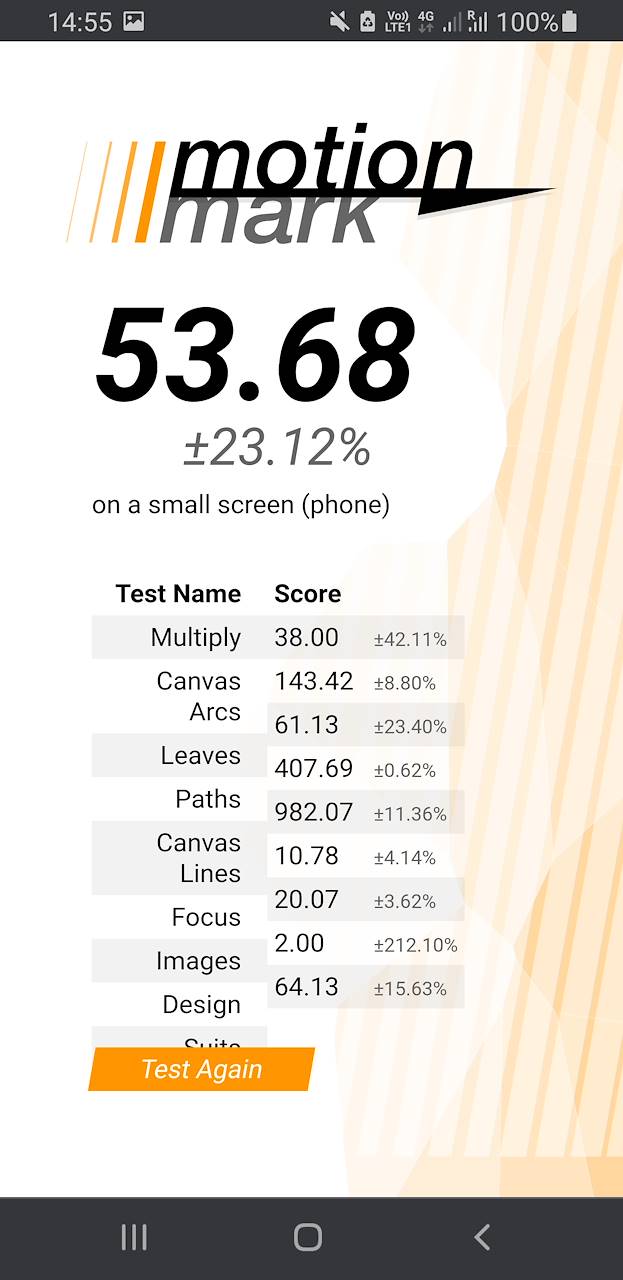 14:55 Vo)) LTE1 4G R 100%
motion
mark
53.68
±23.12%
on a small screen (phone)
Test Name Score
Multiply 38.00 ±42.11%
Canvas Arcs 143.42 ±8.80%
Leaves 61.13 ±23.40%
Paths 407.69 ±0.62%
Canvas Lines 982.07 ±11.36%
Focus 10.78 ±4.14%
Images 20.07 ±3.62%
Design 2.00 ±212.10%
Suits 64.13 ±15.63%
Test Again